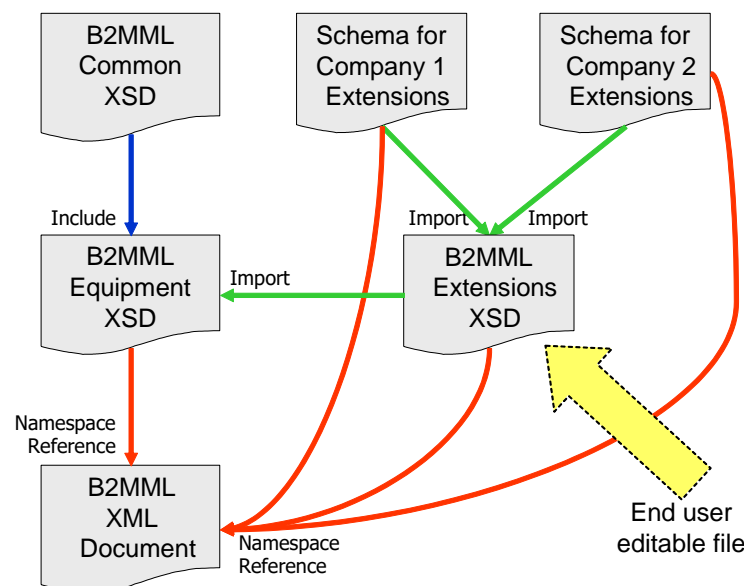 B2MML
Common
XSD
Schema for
Company 1
Extensions
Schema for
Company 2
Extensions
Include
Import
Import
B2MML
Equipment
XSD
Import
B2MML
Extensions
XSD
Namespace
Reference
B2MML
XML
Document
Namespace
Reference
End user
editable file